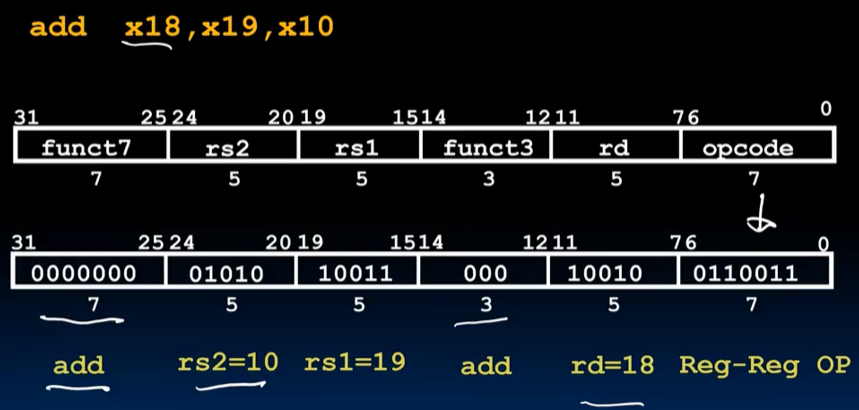 add x18,x19,x10
31 25 24 20 19 15 14 12 11 7 6 0
funct7 rs2 rs1 funct3 rd opcode
7 5 5 3 5 7
31 25 24 20 19 15 14 12 11 7 6 0
0000000 01010 10011 000 10010 0110011
7 5 5 3 5 7
add rs2=10 rs1=19 add rd=18 Reg-Reg OP